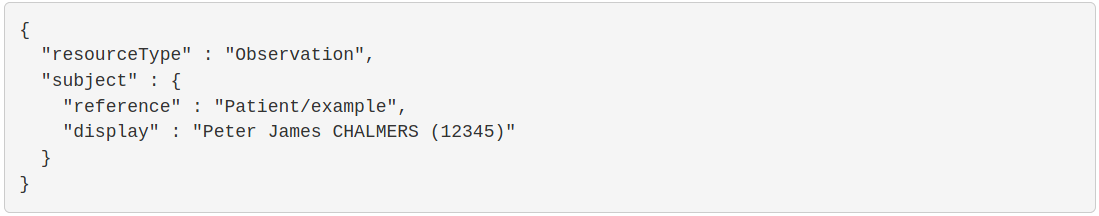 {
  "resourceType" : "Observation",
  "subject" : {
    "reference" : "Patient/example",
    "display" : "Peter James CHALMERS (12345)"
  }
}